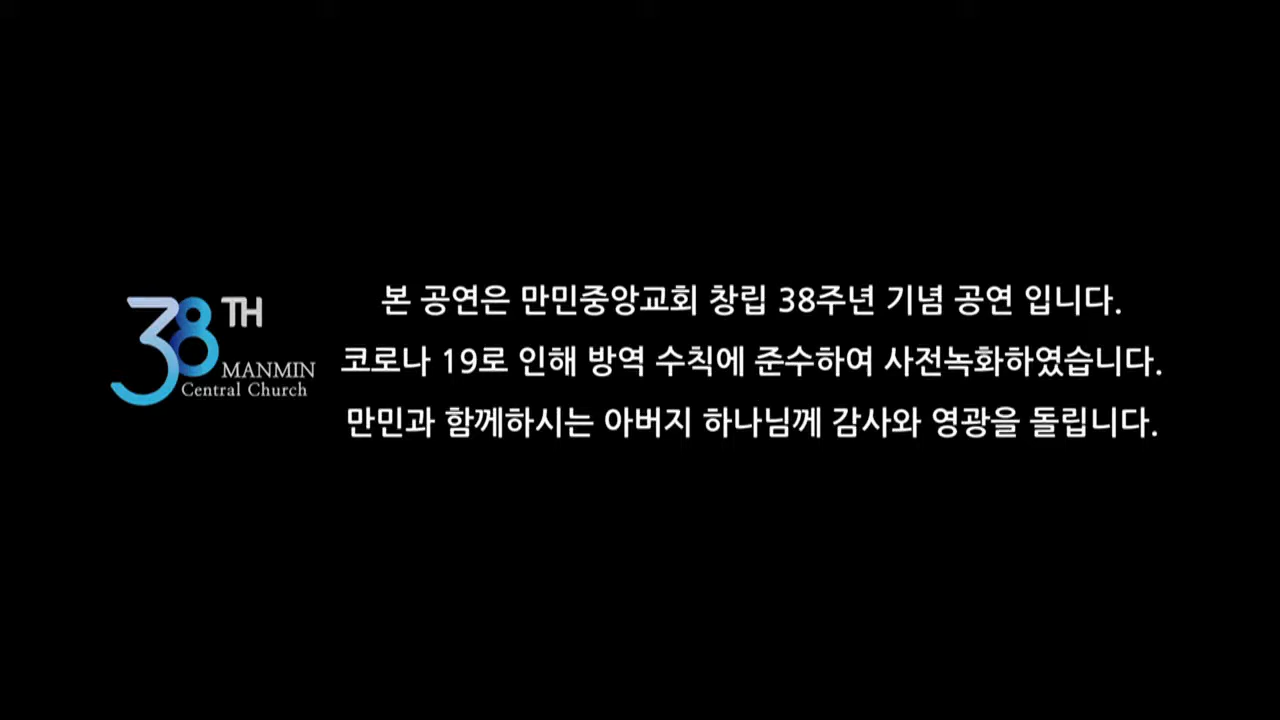 38TH
MANMIN
Central Church
본 공연은 만민중앙교회 창립 38주년 기념 공연 입니다.
코로나 19로 인해 방역 수칙에 준수하여 사전녹화하였습니다.
만민과 함께하시는 아버지 하나님께 감사와 영광을 돌립니다.